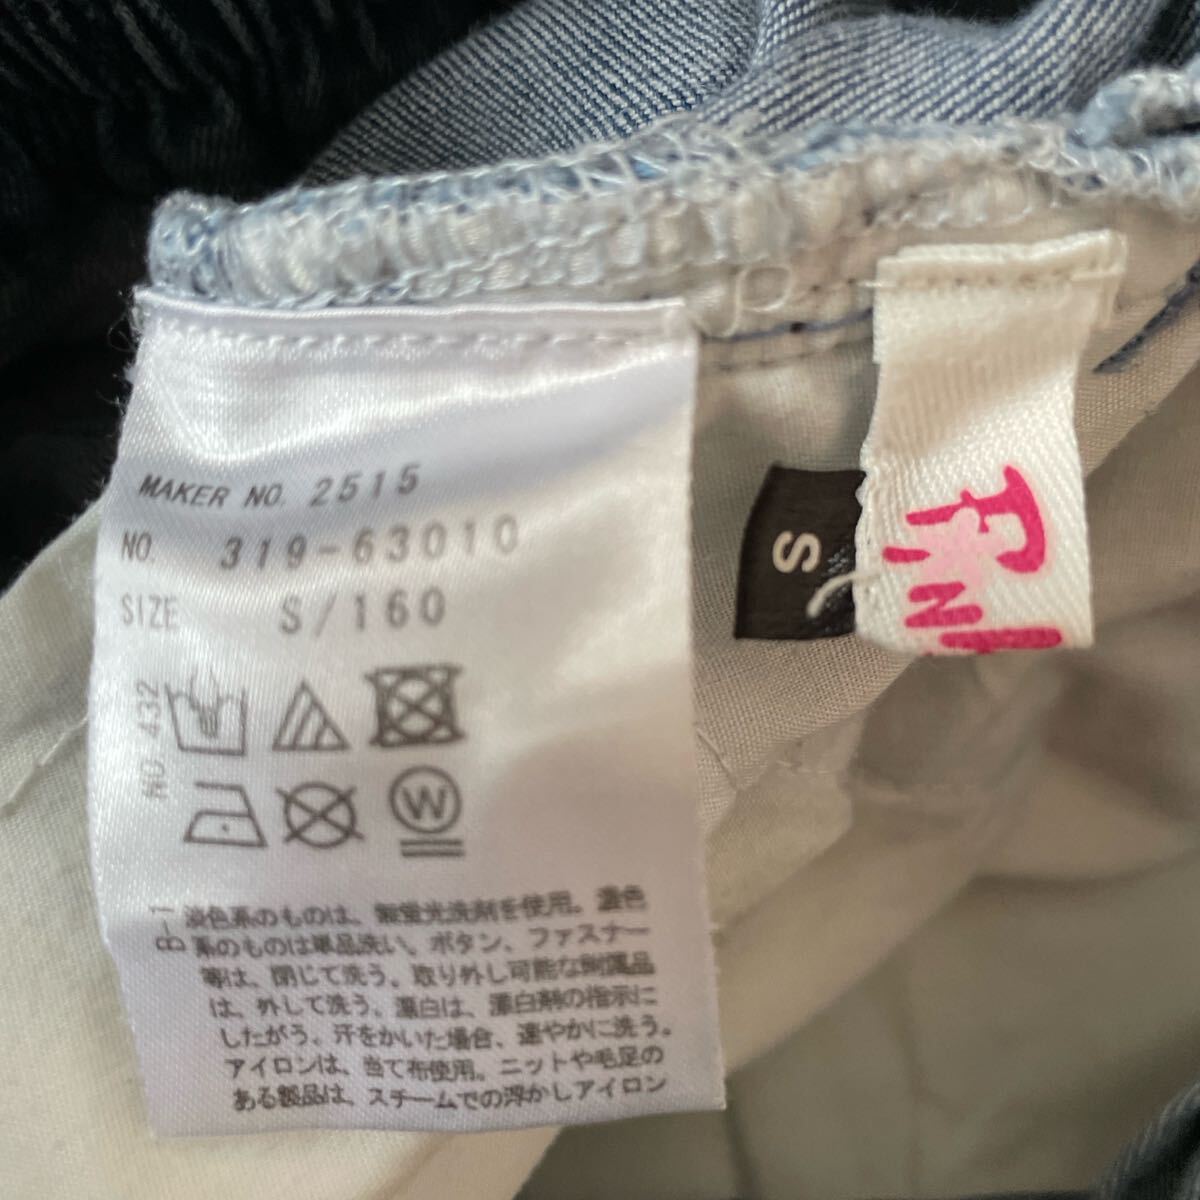 MAKER NO. 2515
NO. 319-63010
SIZE S/160
NO. 432
W
B-1
淡色系のものは、無蛍光洗剤を使用。濃色
系のものは単品洗い。ボタン、ファスナー
等は、閉じて洗う。取り外し可能な附属品
は、外して洗う。漂白は、漂白剤の指示に
したがう。汗をかいた場合、速やかに洗う。
アイロンは、当て布使用。ニットや毛足の
ある製品は、スチームでの浮かしアイロン
S